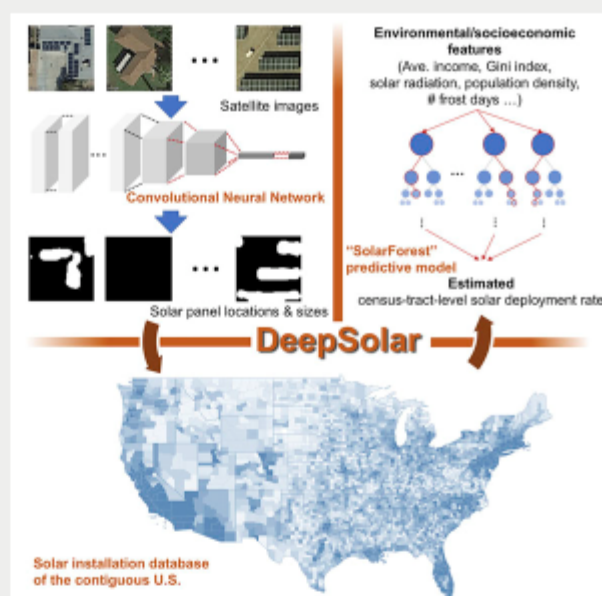 Satellite images
Convolutional Neural Network
Solar panel locations & sizes
Environmental/socioeconomic
features
(Ave. income, Gini index,
solar radiation, population density,
# frost days ...)
"SolarForest"
predictive model
Estimated
census-tract-level solar deployment rate
DeepSolar
Solar installation database
of the contiguous U.S.